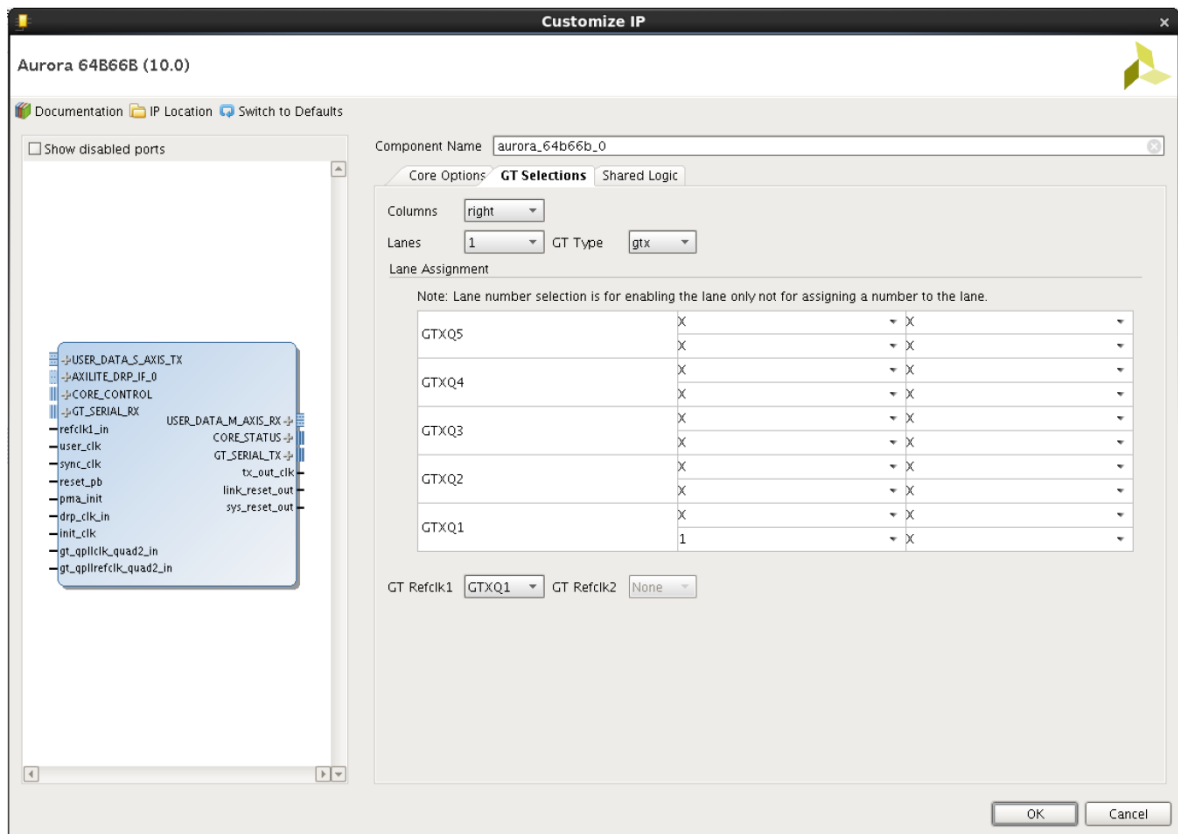 Customize IP
Aurora 64B66B (10.0)
Documentation IP Location Switch to Defaults
Show disabled ports
USER_DATA_S_AXIS_TX
AXILITE_DRP_IF_0
CORE_CONTROL
GT_SERIAL_RX
refclk1_in
user_clk
sync_clk
reset_pb
pma_init
drp_clk_in
init_clk
gt_qpllclk_quad2_in
gt_qpllrefclk_quad2_in
USER_DATA_M_AXIS_RX
CORE_STATUS
GT_SERIAL_TX
tx_out_clk
link_reset_out
sys_reset_out
Component Name aurora_64b66b_0
Core Options GT Selections Shared Logic
Columns right
Lanes 1 GT Type gtx
Lane Assignment
Note: Lane number selection is for enabling the lane only not for assigning a number to the lane.
GTXQ5 X X
X X
GTXQ4 X X
X X
GTXQ3 X X
X X
GTXQ2 X X
X X
GTXQ1 X X
1 X
GT Refclk1 GTXQ1 GT Refclk2 None
OK Cancel